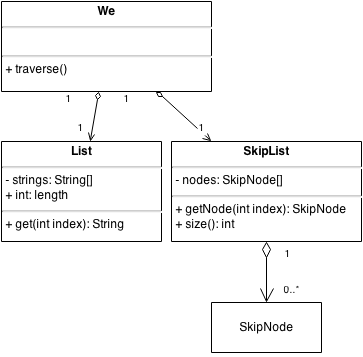 We
+ traverse()
1
1
1
1
List
- strings: String[]
+ int: length
+ get(int index): String
SkipList
- nodes: SkipNode[]
+ getNode(int index): SkipNode
+ size(): int
1
0..*
SkipNode